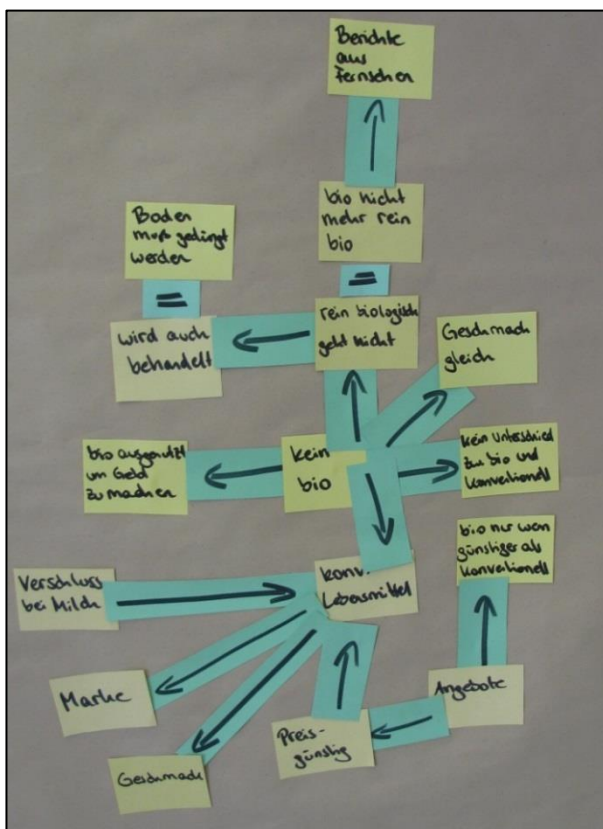 Berichte
aus
Fernsehen
bio nicht
mehr rein
bio
Boden
muß gedüngt
werden
=
=
rein biologisch
geht nicht
wird auch
behandelt
Geschmack
gleich
kein Unterschied
zu bio und
konventionell
kein
bio
bio ausgenutzt
um Geld
zu machen
bio nur wenn
günstiger als
konventionell
konv.
Lebensmittel
Verschluss
bei Milch
Marke
Angebote
Preis-
günstig
Geschmack